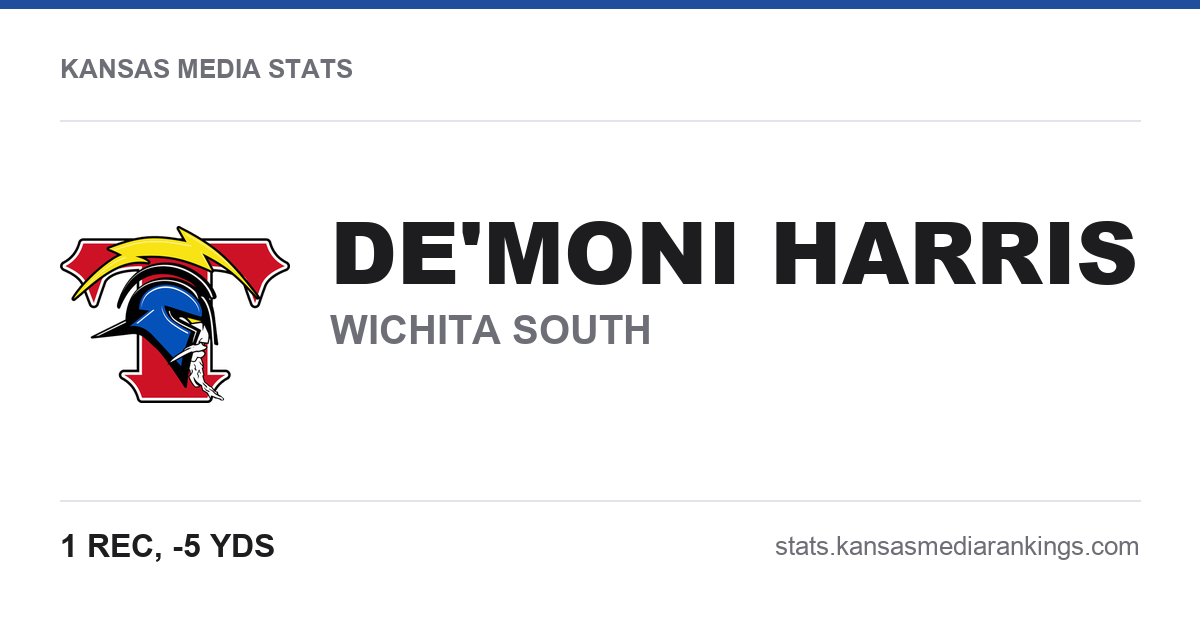 KANSAS MEDIA STATS
T
DE'MONI HARRIS
WICHITA SOUTH
1 REC, -5 YDS
stats.kansasmediarankings.com